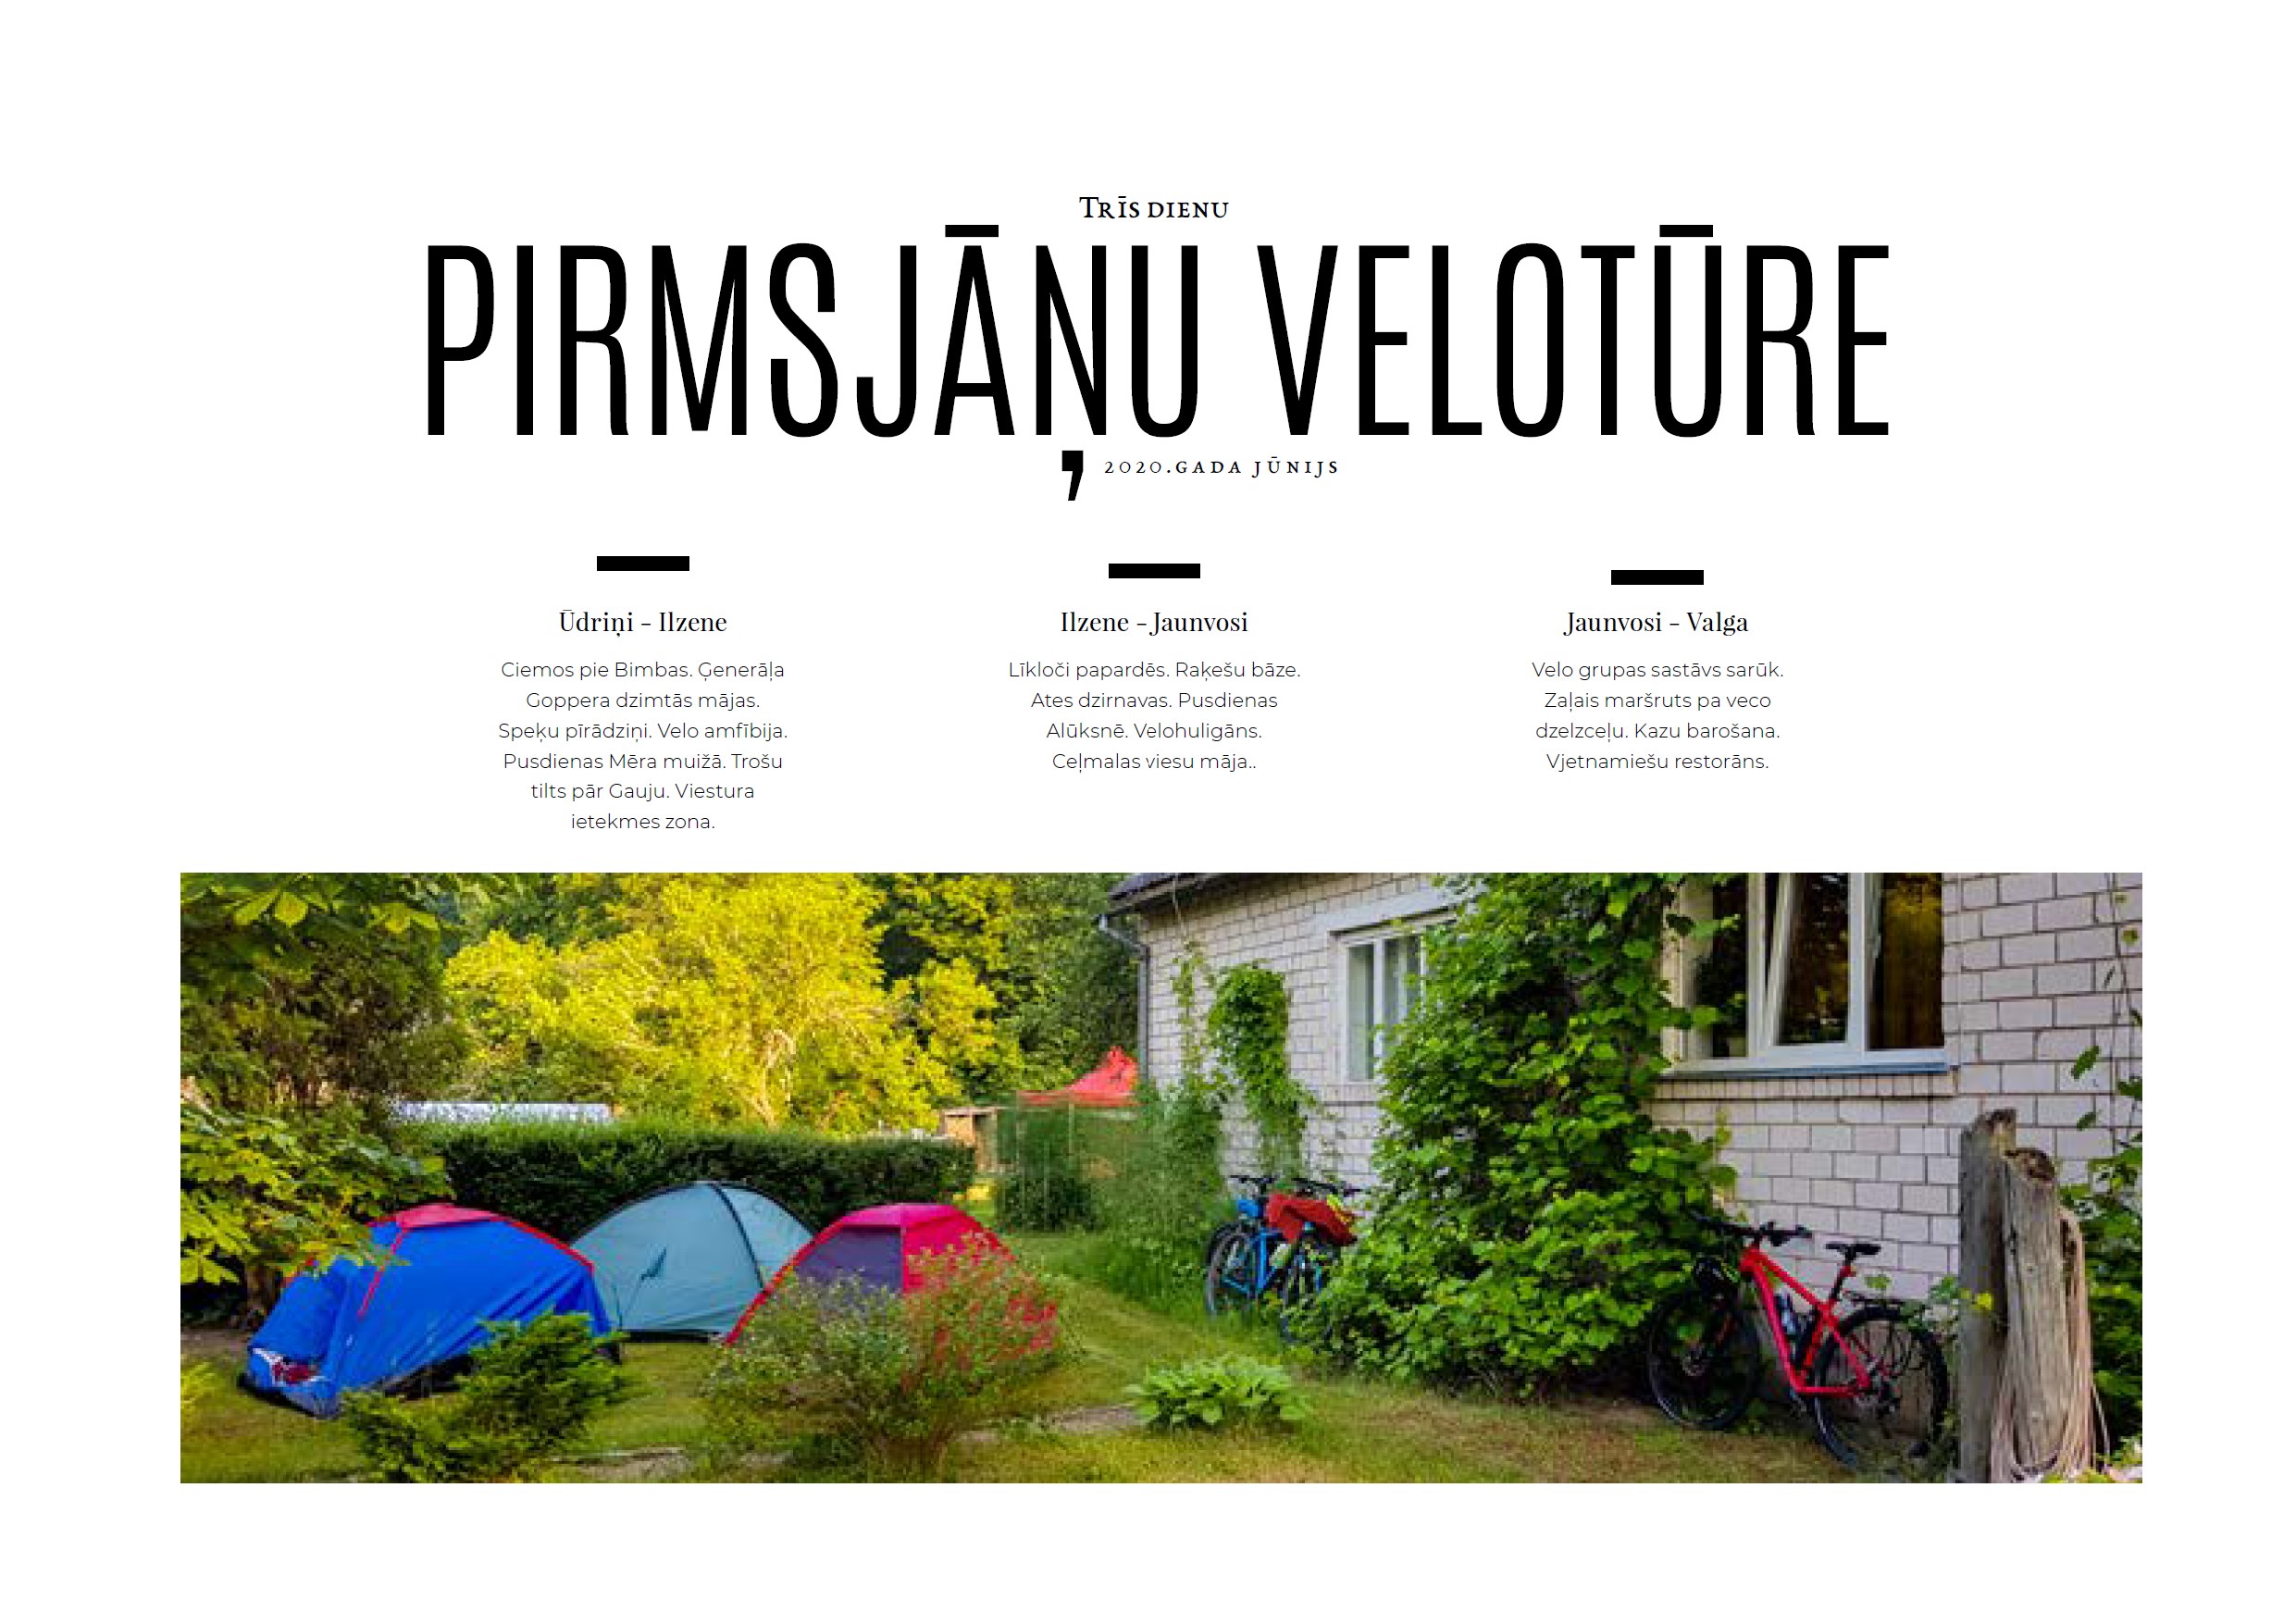 Trīs dienu
PIRMSJĀŅU VELOTŪRE
2020.gada jūnijs
Ūdriņi - Ilzene
Ciemos pie Bimbas. Ģenerāļa
Goppera dzimtās mājas.
Speķu pīrādziņi. Velo amfībija.
Pusdienas Mēra muižā. Trošu
tilts pār Gauju. Viestura
ietekmes zona.
Ilzene - Jaunvosi
Līkloči papardēs. Raķešu bāze.
Ates dzirnavas. Pusdienas
Alūksnē. Velohuligāns.
Ceļmalas viesu māja..
Jaunvosi - Valga
Velo grupas sastāvs sarūk.
Zaļais maršruts pa veco
dzelzceļu. Kazu barošana.
Vjetnamiešu restorāns.